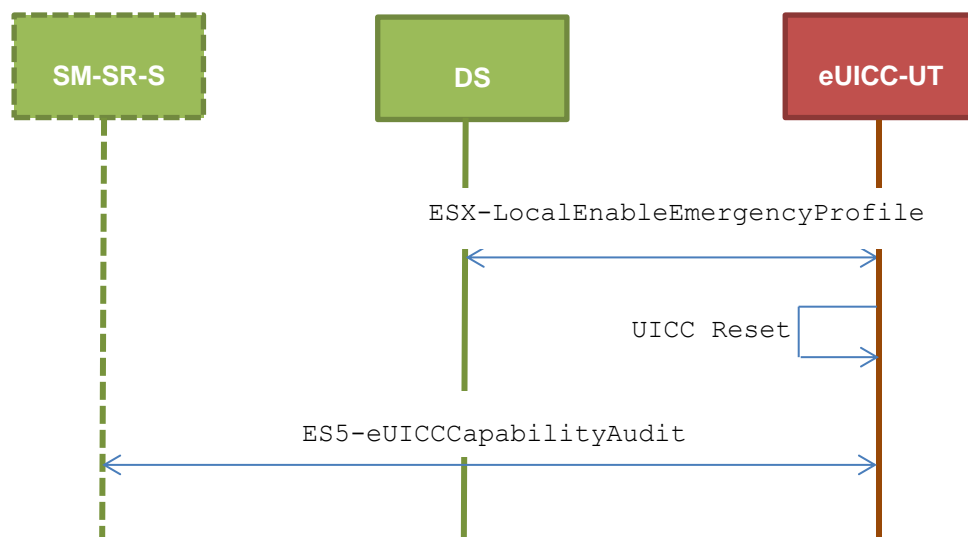 SM-SR-S
DS
eUICC-UT
ESX-LocalEnableEmergencyProfile
UICC Reset
ES5-eUICCCapabilityAudit